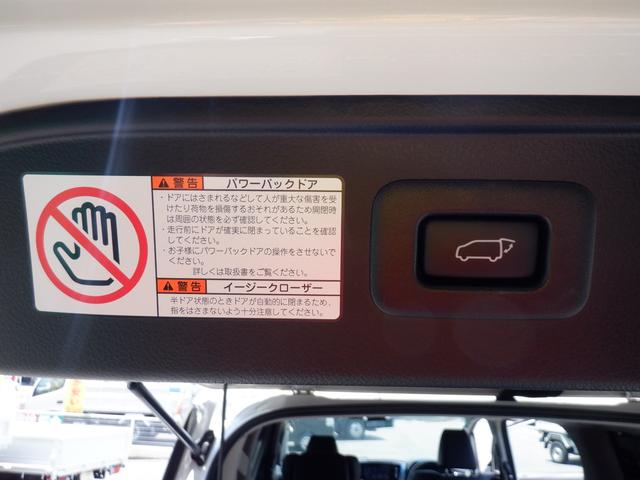 警告 パワーバックドア
・ドアにはさまれるなどして人が重大な傷害を受
けたり荷物を損傷するおそれがあるため開閉時
は周囲の状態を必ず確認してください。
・走行前にドアが確実に閉まっていることを確認
してください。
・お子様にパワーバックドアの操作をさせないで
ください。
詳しくは取扱書をご覧ください。
警告 イージークローザー
半ドア状態のときドアが自動的に閉まるため、
指をはさまないよう十分注意してください。